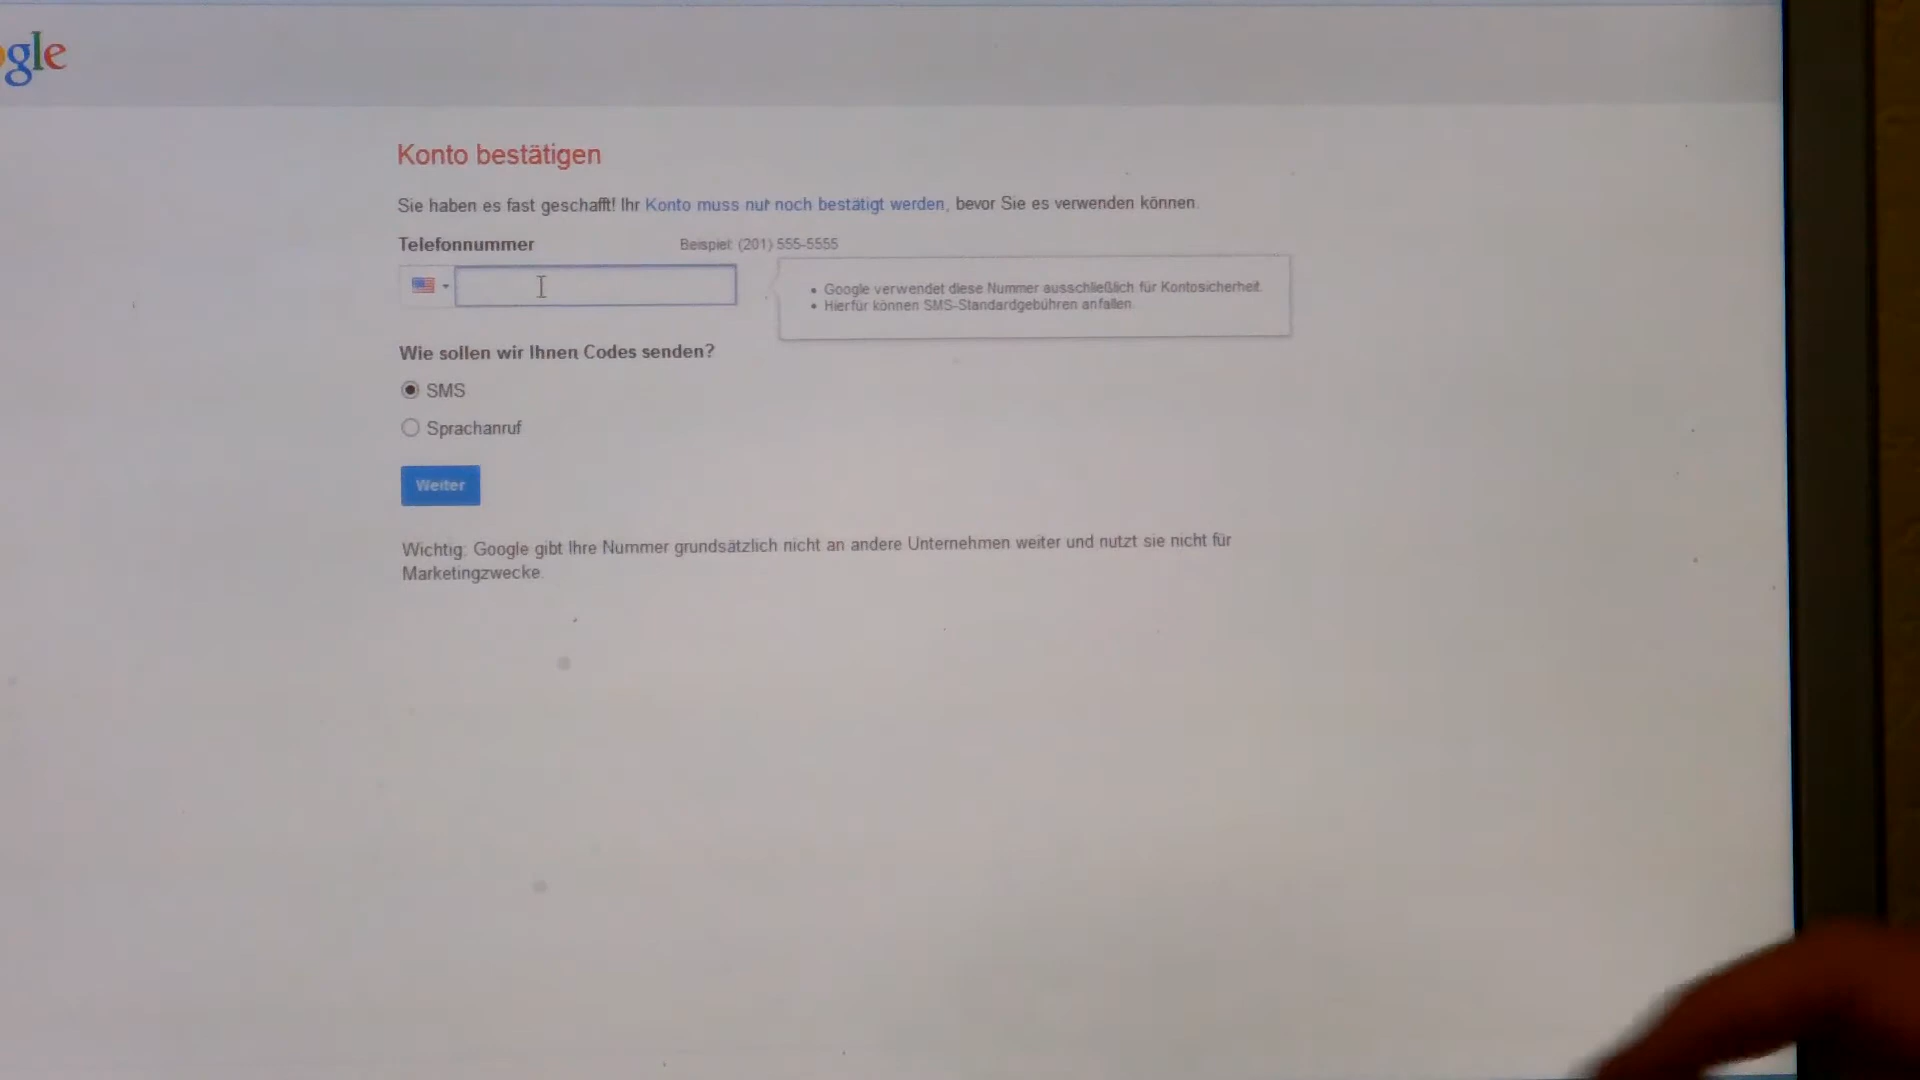 gle
Konto bestätigen
Sie haben es fast geschafft! Ihr Konto muss nur noch bestätigt werden, bevor Sie es verwenden können.
Telefonnummer
Beispiel: (201) 555-5555
• Google verwendet diese Nummer ausschließlich für Kontosicherheit.
• Hierfür können SMS-Standardgebühren anfallen.
Wie sollen wir Ihnen Codes senden?
SMS
Sprachanruf
Weiter
Wichtig: Google gibt Ihre Nummer grundsätzlich nicht an andere Unternehmen weiter und nutzt sie nicht für
Marketingzwecke.